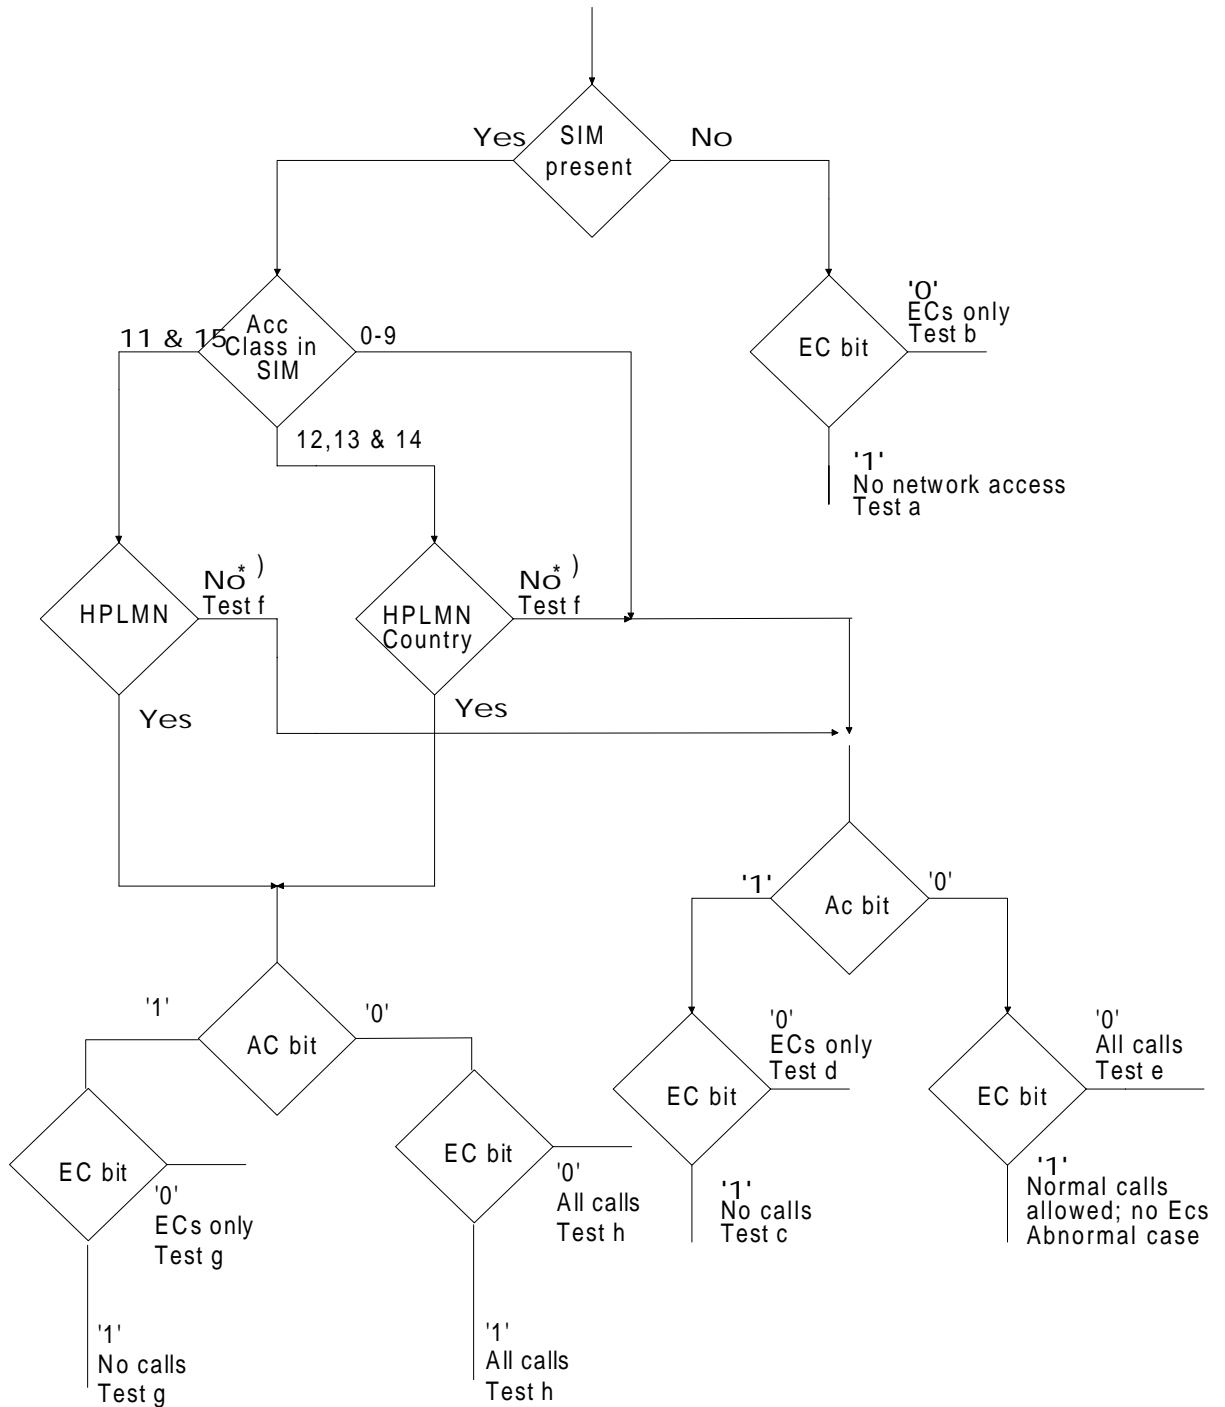 Yes
SIM
present
No
Acc
Class in
SIM
11 & 15
0-9
12,13 & 14
EC bit
'0'
ECs only
Test b
'1'
No network access
Test a
HPLMN
No*)
Test f
Yes
HPLMN
Country
No*)
Test f
Yes
Ac bit
'1'
'0'
AC bit
'1'
'0'
EC bit
'0'
ECs only
Test d
'1'
No calls
Test c
EC bit
'0'
All calls
Test e
'1'
Normal calls
allowed; no Ecs
Abnormal case
EC bit
'0'
ECs only
Test g
'1'
No calls
Test g
EC bit
'0'
All calls
Test h
'1'
All calls
Test h